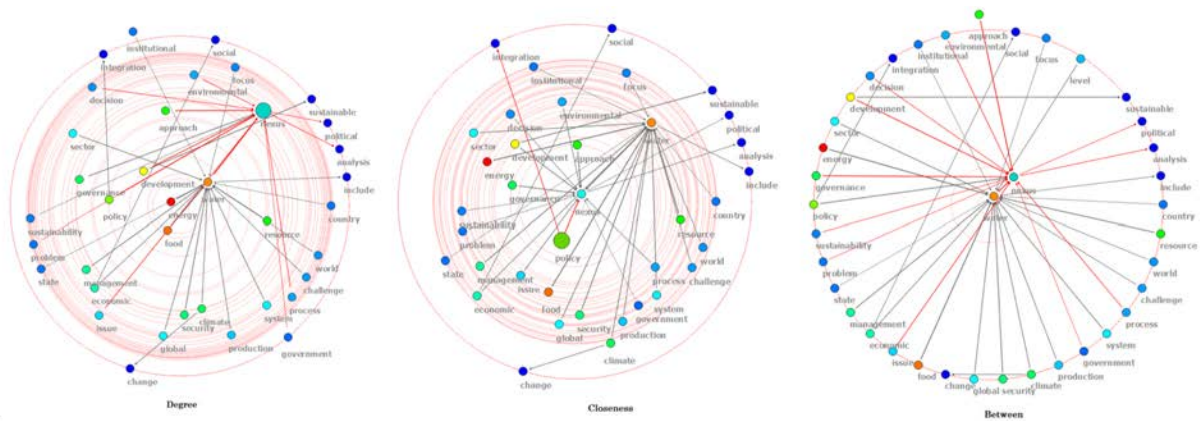 institutional
social
integration
focus
environmental
decision
nexus
sustainable
approach
political
sector
analysis
development
water
include
governance
policy
energy
country
resource
food
sustainability
problem
world
state
management
challenge
economic
process
issue
climate
system
security
global
production
government
change
Degree
social
integration
institutional
focus
sustainable
environmental
water
decision
political
sector
development
approach
analysis
energy
include
governance
nexus
country
sustainability
resource
problem
policy
world
state
management
issue
process
challenge
economic
food
system
government
security
production
global
climate
change
Closeness
approach
environmental
social
institutional
focus
integration
level
decision
development
sustainable
sector
political
energy
analysis
governance
nexus
include
policy
water
country
sustainability
resource
problem
world
state
challenge
management
process
economic
system
issue
government
food
production
change
global
security
climate
Between